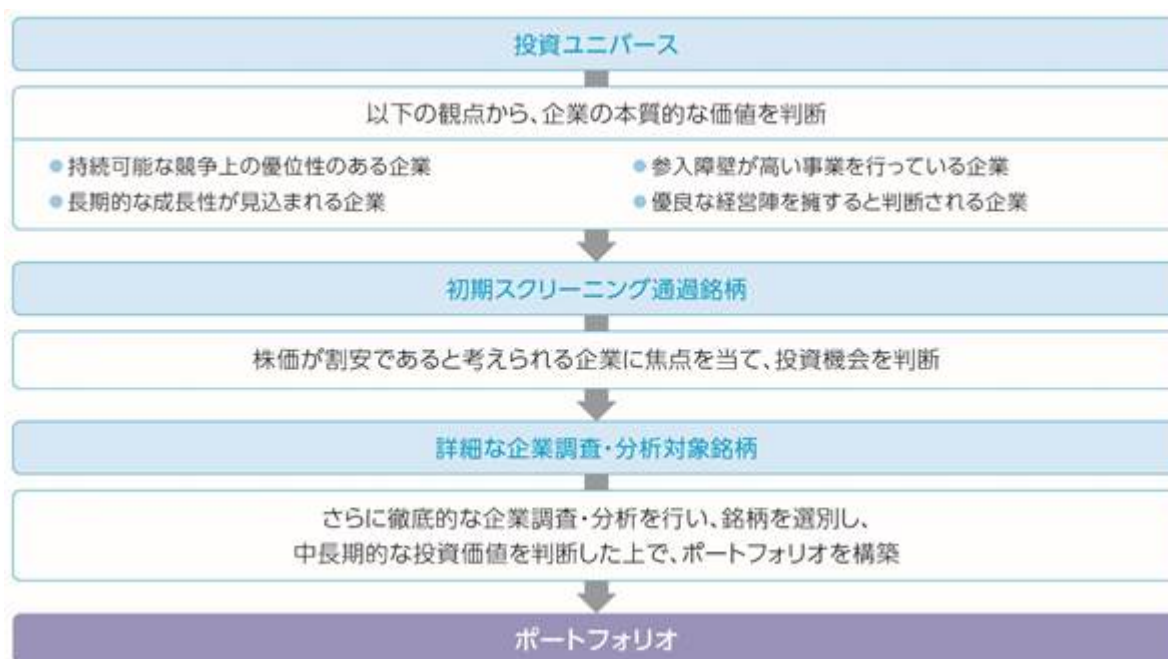 投資ユニバース
以下の観点から、企業の本質的な価値を判断
●持続可能な競争上の優位性のある企業
●参入障壁が高い事業を行っている企業
●長期的な成長性が見込まれる企業
●優良な経営陣を擁すると判断される企業
初期スクリーニング通過銘柄
株価が割安であると考えられる企業に焦点を当て、投資機会を判断
詳細な企業調査・分析対象銘柄
さらに徹底的な企業調査・分析を行い、銘柄を選別し、
中長期的な投資価値を判断した上で、ポートフォリオを構築
ポートフォリオ